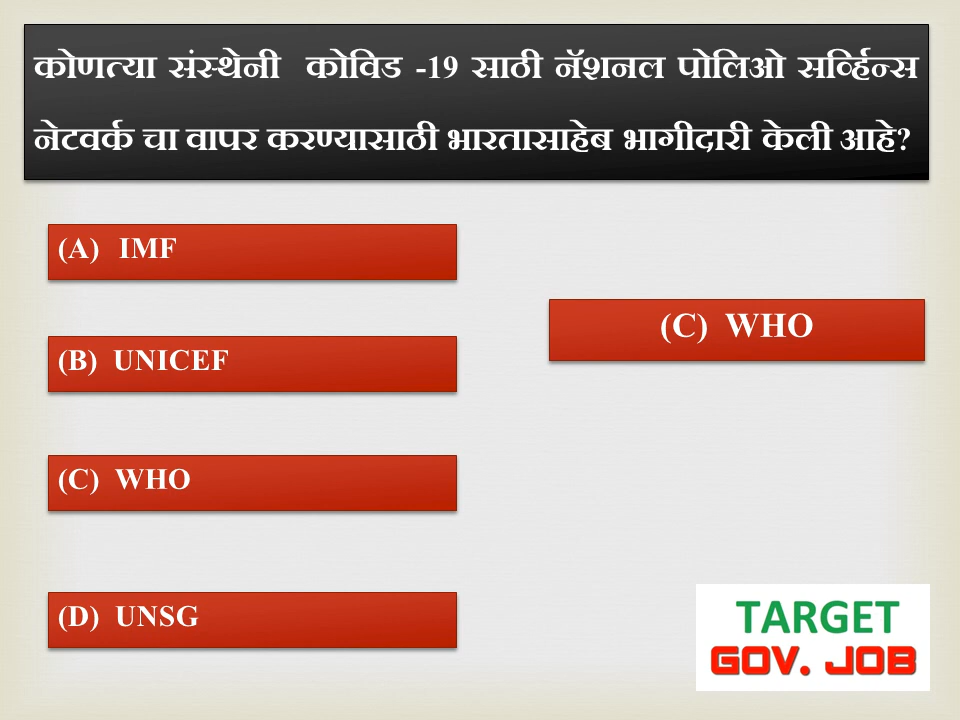 कोणत्या संस्थेनी कोविड -19 साठी नॅशनल पोलिओ सर्व्हिन्स
नेटवर्क चा वापर करण्यासाठी भारतासाहेब भागीदारी केली आहे?
(A) IMF
(B) UNICEF
(C) WHO
(D) UNSG
(C) WHO
TARGET
GOV. JOB